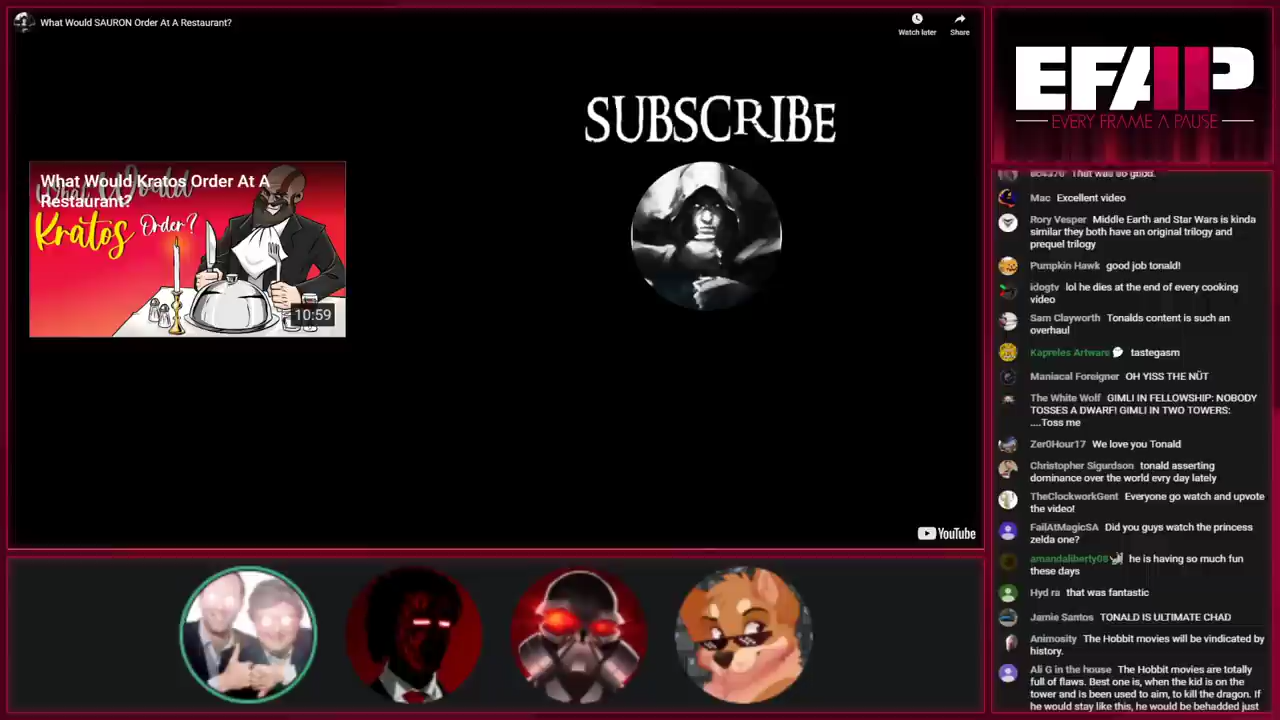 What Would SAURON Order At A Restaurant?
Watch later
Share
SUBSCRIBE
What Would Kratos Order At A
Restaurant?
What Would
Kratos Order?
10:59
YouTube
EFAP
EVERY FRAME A PAUSE
That was so good.
Mac Excellent video
Rory Vesper Middle Earth and Star Wars is kinda
similar they both have an original trilogy and
prequel trilogy
Pumpkin Hawk good job tonald!
idogtv lol he dies at the end of every cooking
video
Sam Clayworth Tonalds content is such an
overhaul
Kapreles Artware tastegasm
Maniacal Foreigner OH YISS THE NÜT
The White Wolf GIMLI IN FELLOWSHIP: NOBODY
TOSSES A DWARF! GIMLI IN TWO TOWERS:
....Toss me
Zer0Hour17 We love you Tonald
Christopher Sigurdson tonald asserting
dominance over the world evry day lately
TheClockworkGent Everyone go watch and upvote
the video!
FailAtMagicSA Did you guys watch the princess
zelda one?
amandaliberty08 he is having so much fun
these days
Hyd ra that was fantastic
Jamie Santos TONALD IS ULTIMATE CHAD
Animosity The Hobbit movies will be vindicated by
history.
Ali G in the house The Hobbit movies are totally
full of flaws. Best one is, when the kid is on the
tower and is been used to aim, to kill the dragon. If
he would stay like this, he would be behadded just